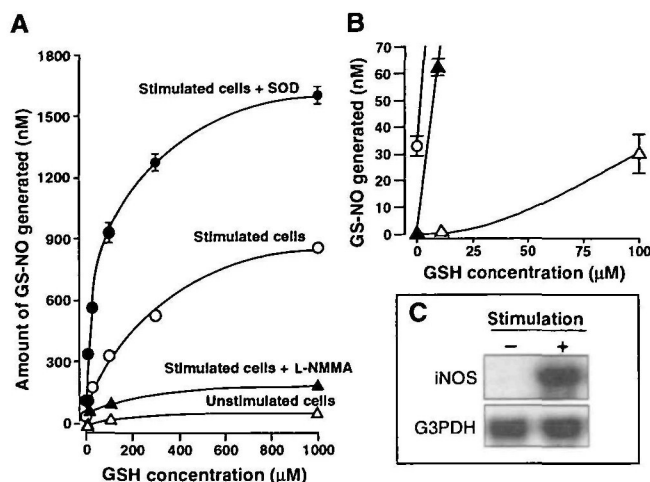 A
Amount of GS-NO generated (nM)
1800
1500
1200
900
600
300
0
Stimulated cells + SOD
Stimulated cells
Stimulated cells + L-NMMA
Unstimulated cells
0 200 400 600 800 1000
GSH concentration (µM)
B
GS-NO generated (nM)
70
60
50
40
30
20
10
0
0 25 50 75 100
GSH concentration (µM)
C
Stimulation
− +
iNOS
G3PDH